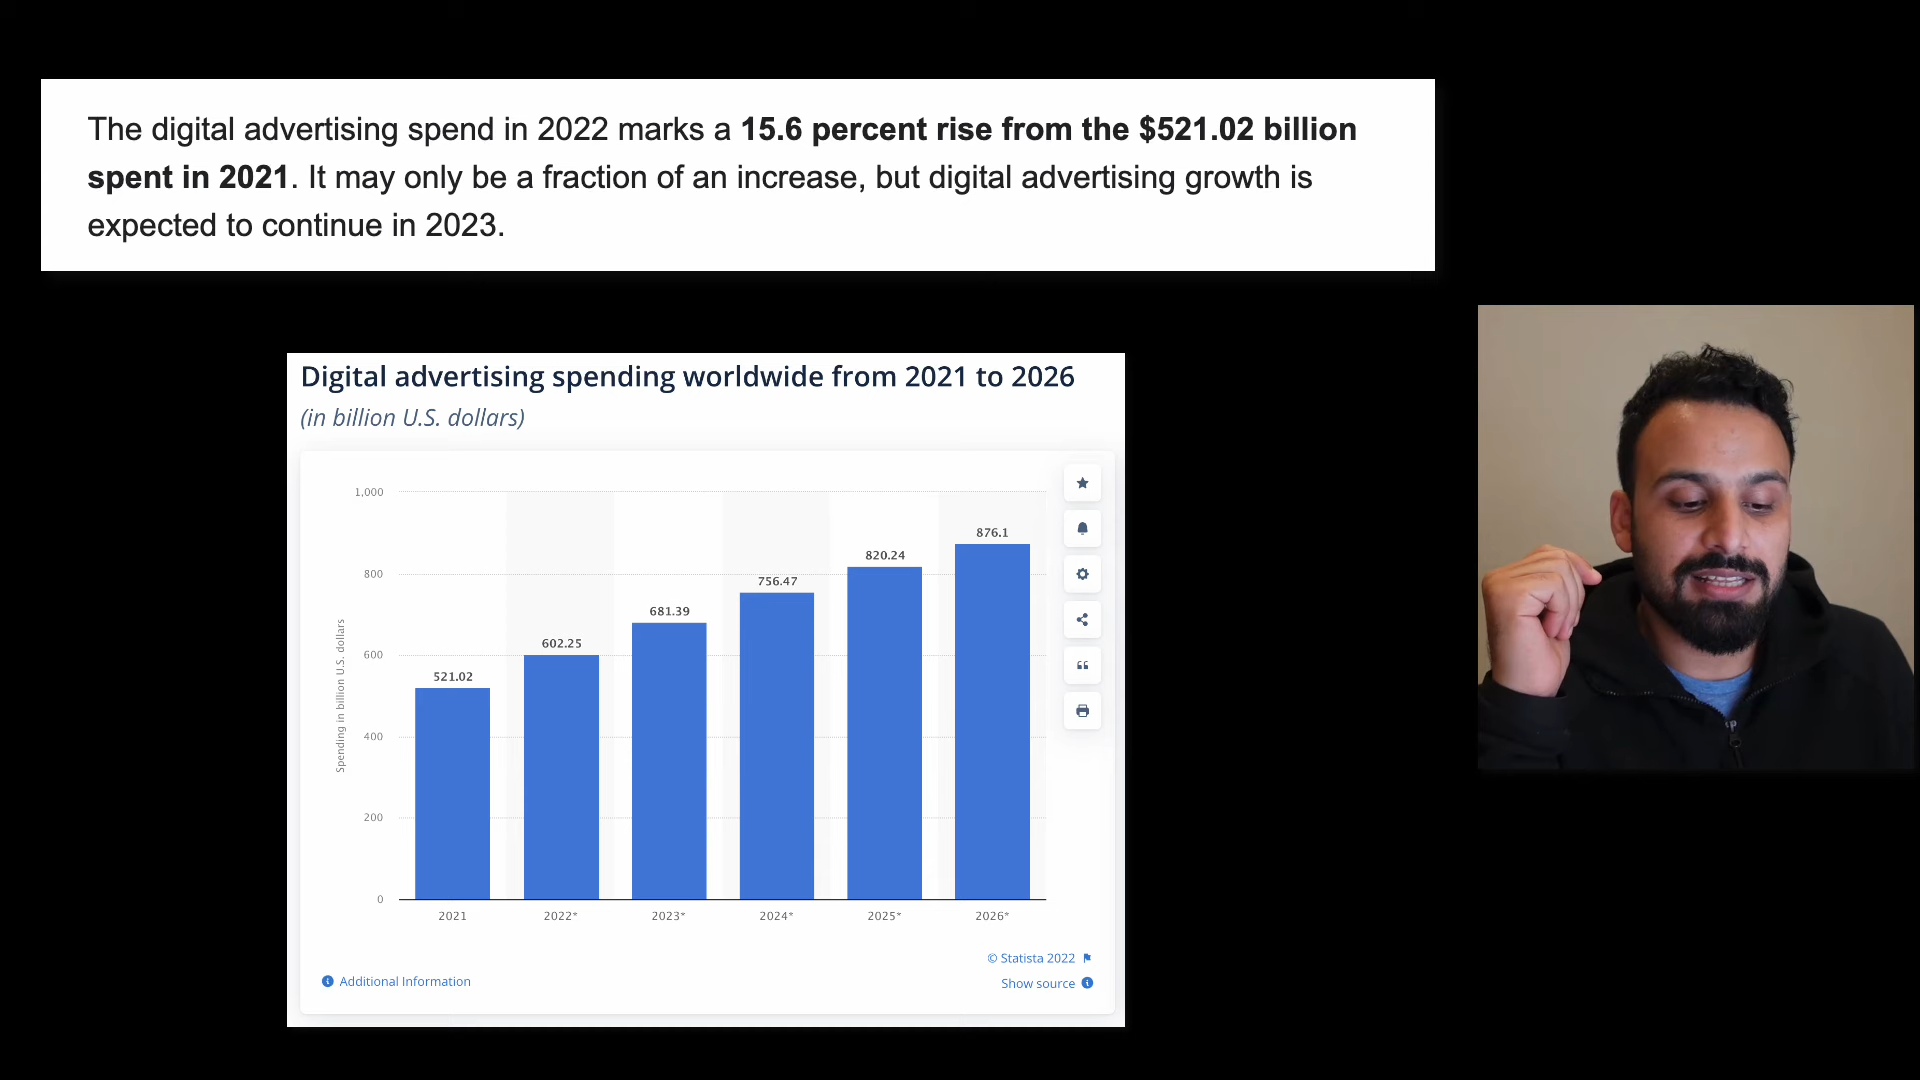 The digital advertising spend in 2022 marks a 15.6 percent rise from the $521.02 billion
spent in 2021. It may only be a fraction of an increase, but digital advertising growth is
expected to continue in 2023.
Digital advertising spending worldwide from 2021 to 2026
(in billion U.S. dollars)
Spending in billion U.S. dollars
1,000
800
600
400
200
0
521.02
602.25
681.39
756.47
820.24
876.1
2021
2022*
2023*
2024*
2025*
2026*
© Statista 2022
Additional Information
Show source